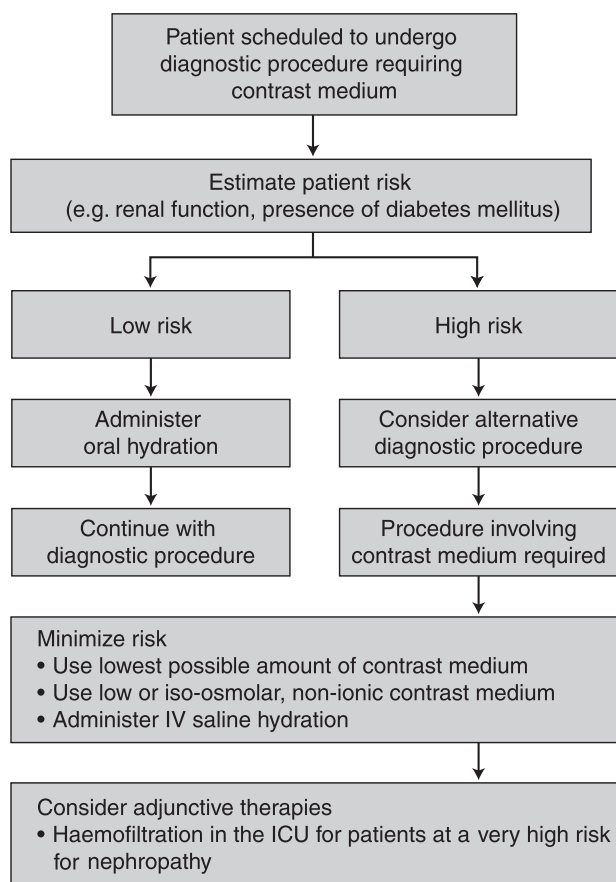 Patient scheduled to undergo
diagnostic procedure requiring
contrast medium
Estimate patient risk
(e.g. renal function, presence of diabetes mellitus)
Low risk
High risk
Administer
oral hydration
Consider alternative
diagnostic procedure
Continue with
diagnostic procedure
Procedure involving
contrast medium required
Minimize risk
• Use lowest possible amount of contrast medium
• Use low or iso-osmolar, non-ionic contrast medium
• Administer IV saline hydration
Consider adjunctive therapies
• Haemofiltration in the ICU for patients at a very high risk
for nephropathy